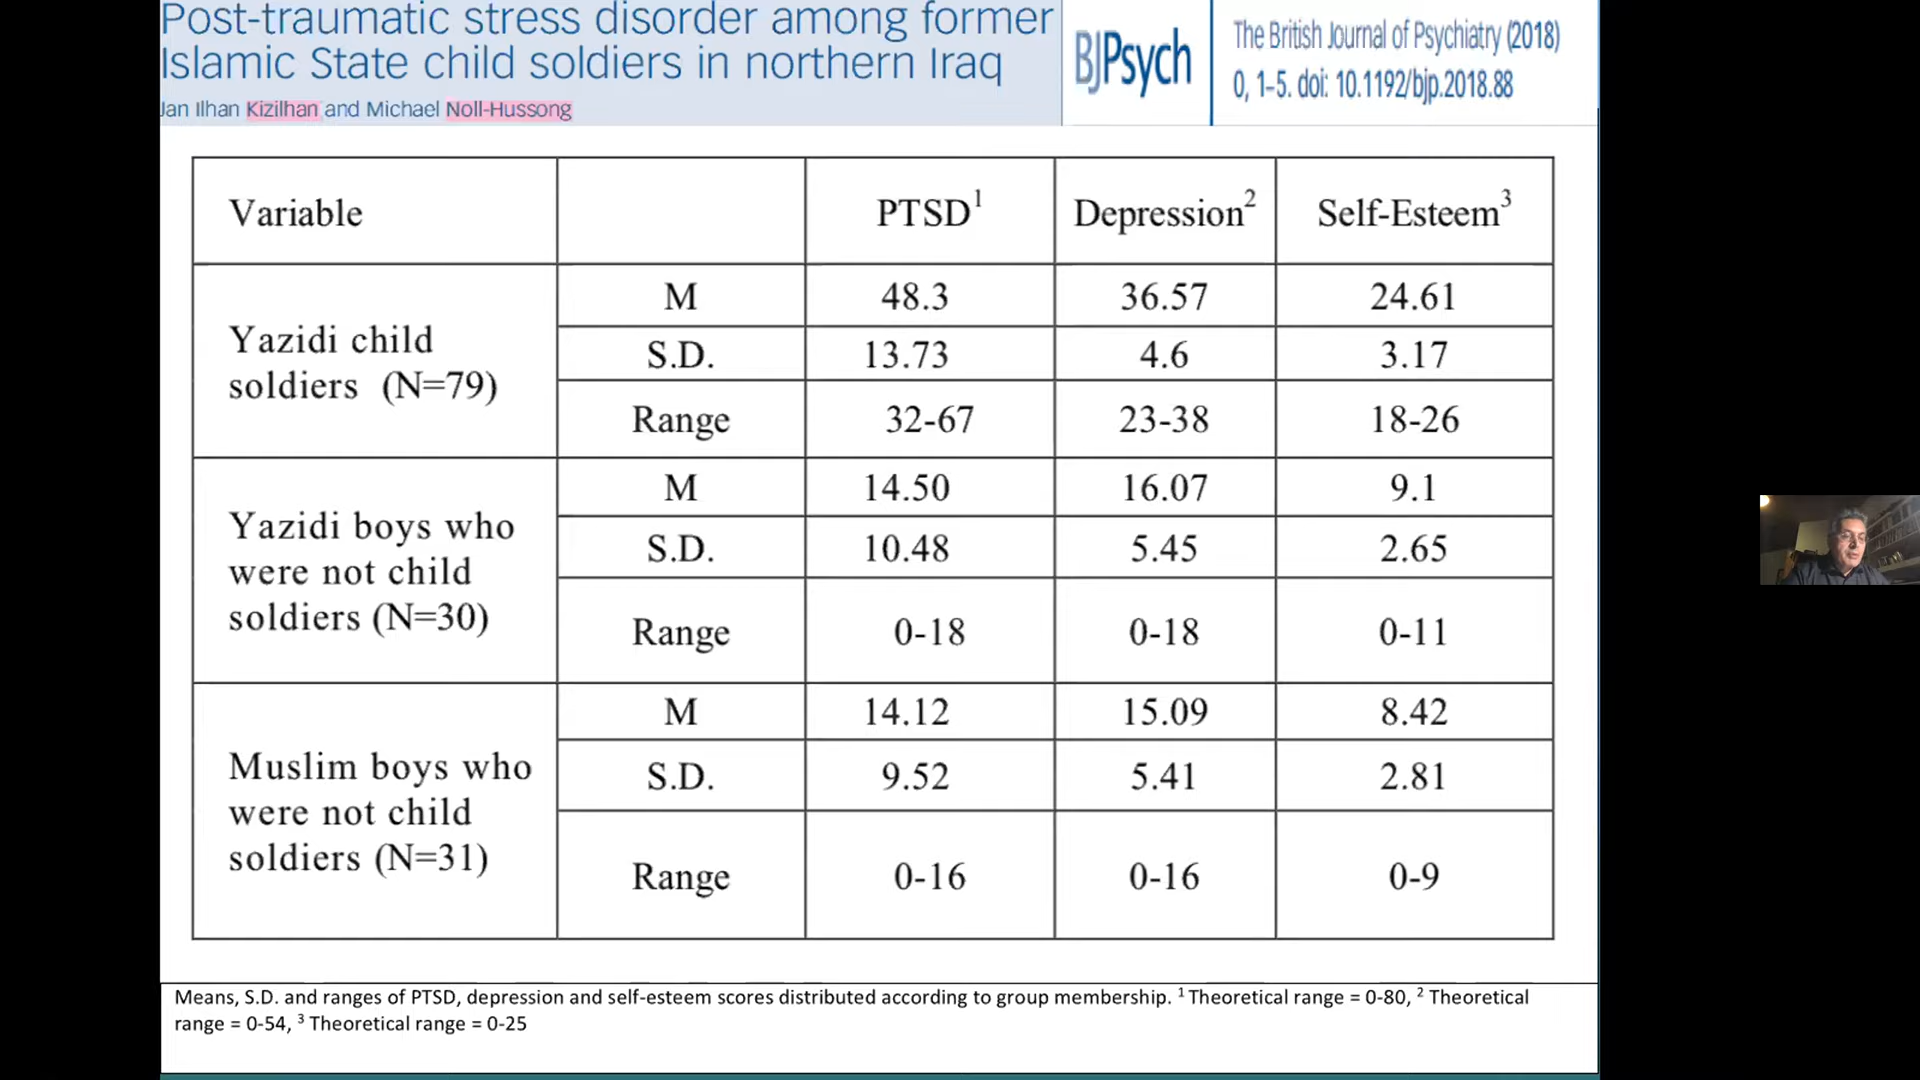 Post-traumatic stress disorder among former
Islamic State child soldiers in northern Iraq
Jan Ilhan Kizilhan and Michael Noll-Hussong
BJPsych
The British Journal of Psychiatry (2018)
0, 1–5. doi: 10.1192/bjp.2018.88
Variable PTSD1 Depression2 Self-Esteem3
Yazidi child
soldiers (N=79)
M 48.3 36.57 24.61
S.D. 13.73 4.6 3.17
Range 32-67 23-38 18-26
Yazidi boys who
were not child
soldiers (N=30)
M 14.50 16.07 9.1
S.D. 10.48 5.45 2.65
Range 0-18 0-18 0-11
Muslim boys who
were not child
soldiers (N=31)
M 14.12 15.09 8.42
S.D. 9.52 5.41 2.81
Range 0-16 0-16 0-9
Means, S.D. and ranges of PTSD, depression and self-esteem scores distributed according to group membership. 1 Theoretical range = 0-80, 2 Theoretical
range = 0-54, 3 Theoretical range = 0-25